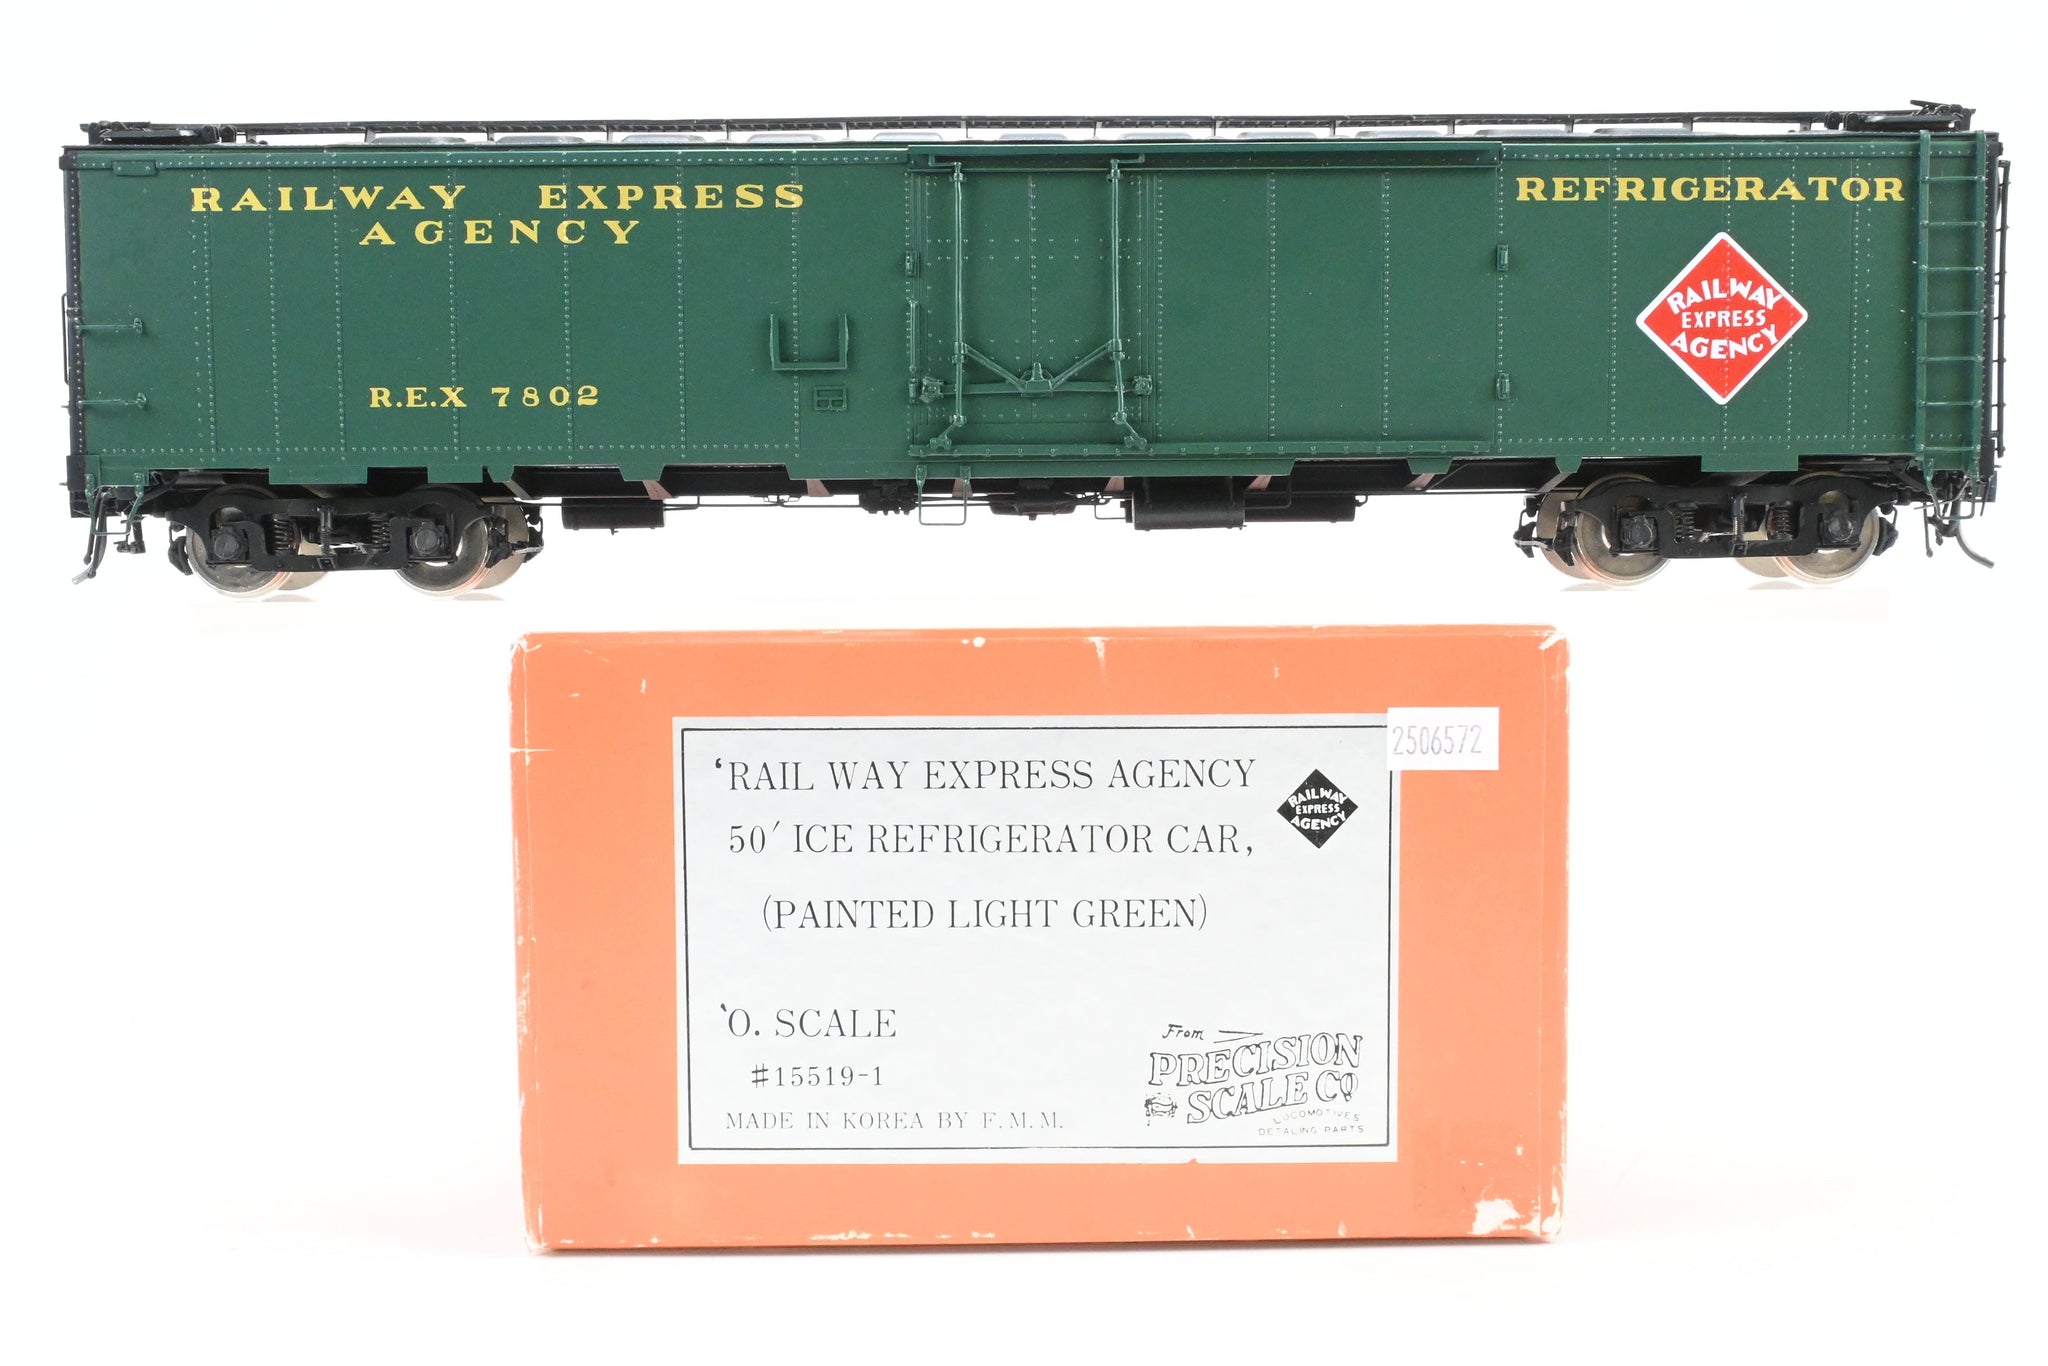 RAILWAY EXPRESS
AGENCY
REFRIGERATOR
RAILWAY
EXPRESS
AGENCY
R.E.X 7802
2506572
‘RAIL WAY EXPRESS AGENCY
50′ ICE REFRIGERATOR CAR,
(PAINTED LIGHT GREEN)
RAILWAY
EXPRESS
AGENCY
‘O. SCALE
#15519-1
MADE IN KOREA BY F.M.M.
From
PRECISION
SCALE CO
LOCOMOTIVES
DETAILING PARTS